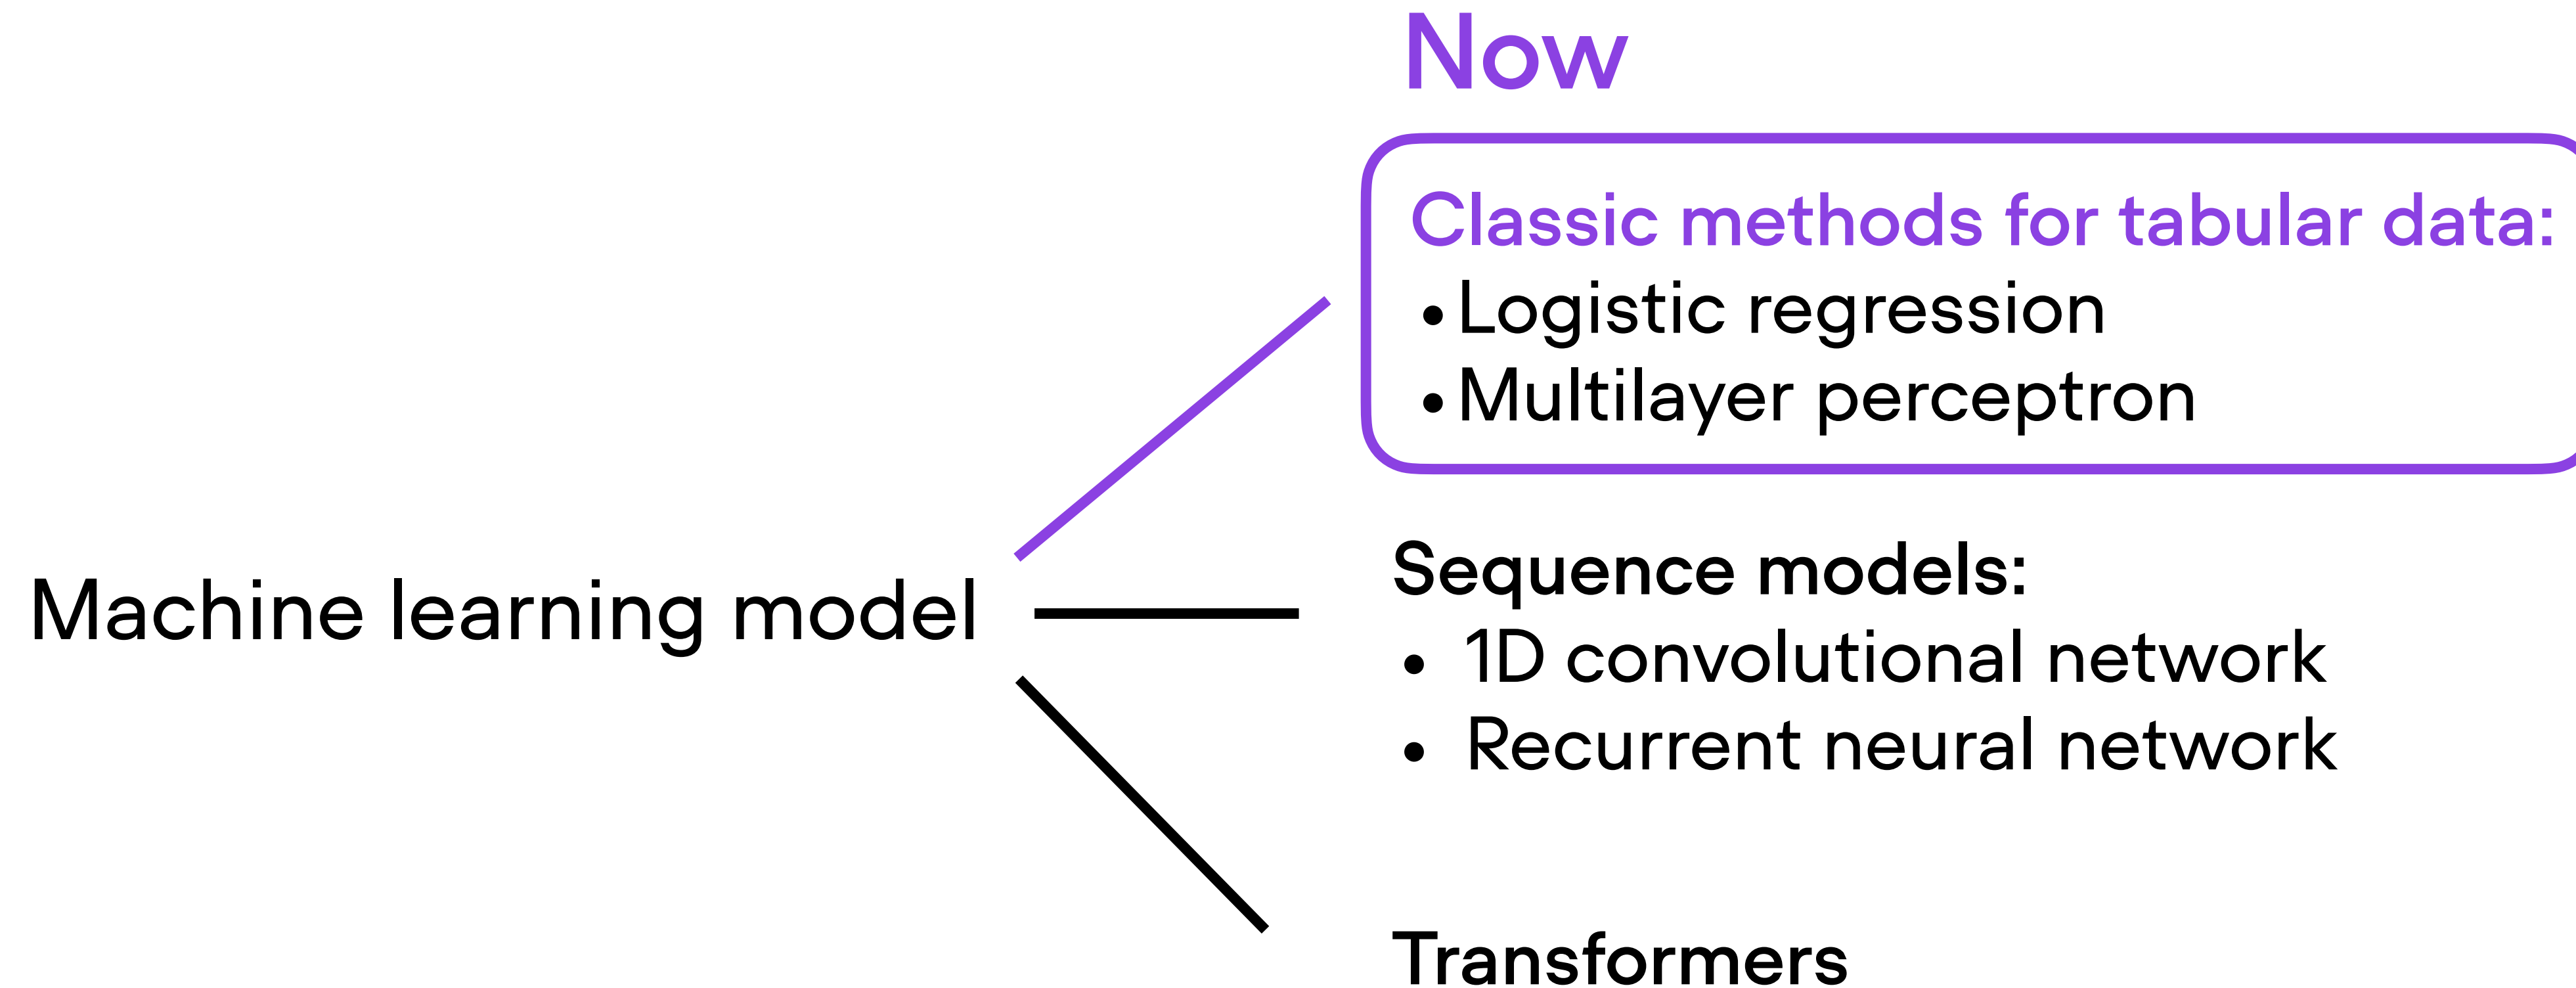 Now
Classic methods for tabular data:
• Logistic regression
• Multilayer perceptron
Machine learning model
Sequence models:
• 1D convolutional network
• Recurrent neural network
Transformers